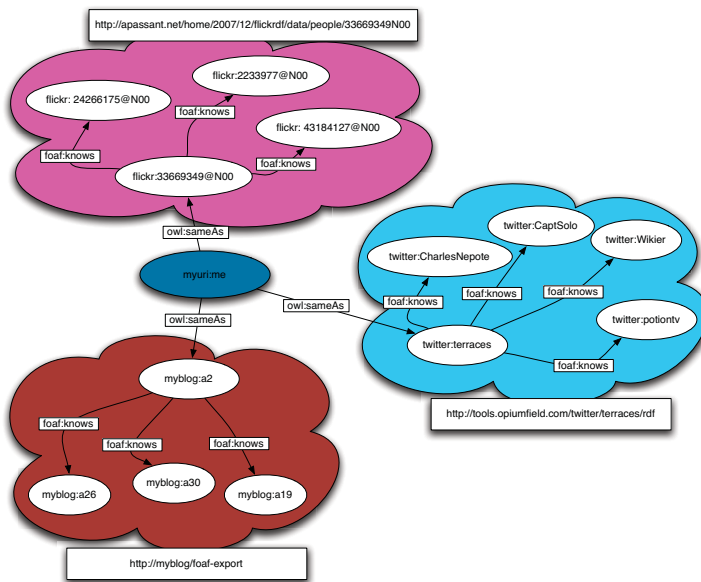 http://apassant.net/home/2007/12/flickrdf/data/people/33669349N00
flickr:2233977@N00
flickr: 24266175@N00
foaf:knows
flickr: 43184127@N00
foaf:knows
foaf:knows
flickr:33669349@N00
owl:sameAs
twitter:CaptSolo
twitter:Wikier
twitter:CharlesNepote
myuri:me
foaf:knows
foaf:knows
foaf:knows
owl:sameAs
owl:sameAs
twitter:potiontv
twitter:terraces
foaf:knows
myblog:a2
http://tools.opiumfield.com/twitter/terraces/rdf
foaf:knows
foaf:knows
foaf:knows
myblog:a26
myblog:a30
myblog:a19
http://myblog/foaf-export